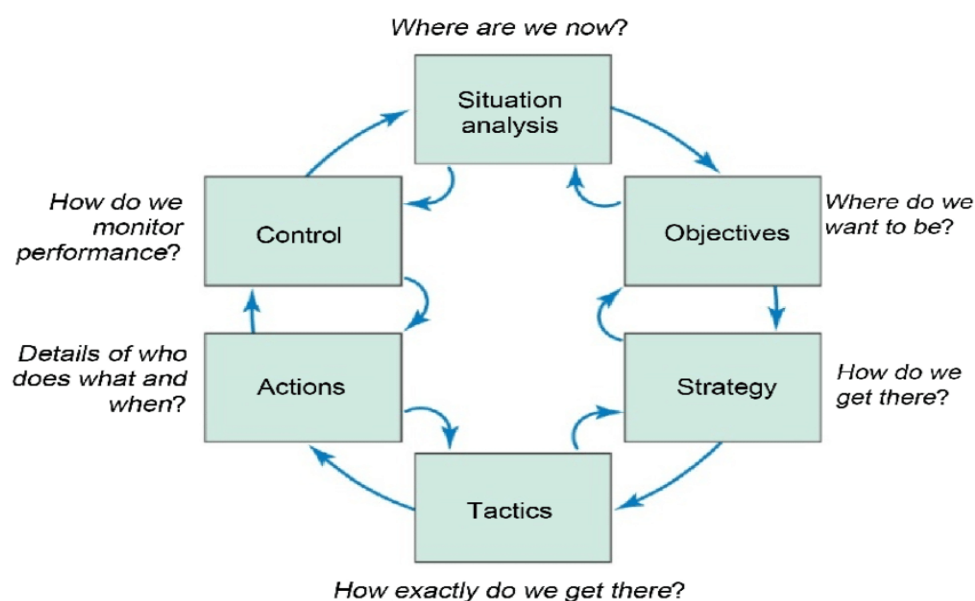 Where are we now?
Situation
analysis
How do we
monitor
performance?
Control
Objectives
Where do we
want to be?
Details of who
does what and
when?
Actions
Strategy
How do we
get there?
Tactics
How exactly do we get there?